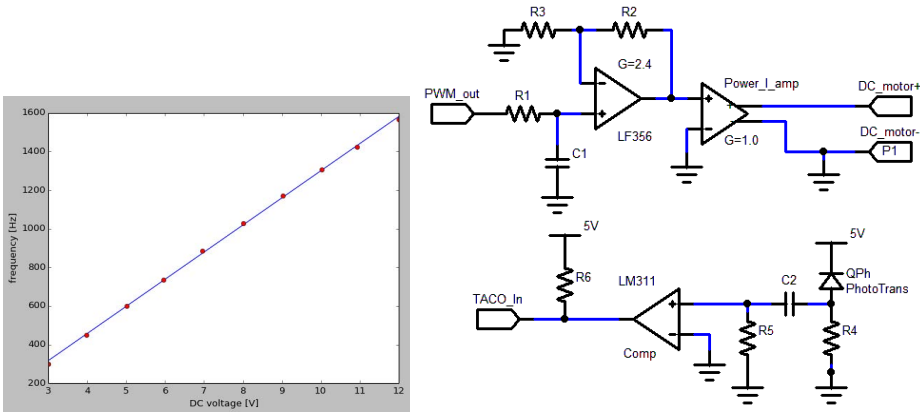 1600
1400
1200
1000
800
600
400
200
frequency [Hz]
3 4 5 6 7 8 9 10 11 12
DC voltage [V]
R3
R2
G=2.4
Power_I_amp
PWM_out
R1
DC_motor+
LF356
C1
G=1.0
DC_motor-
P1
5V
5V
R6
LM311
C2
QPh
PhotoTrans
TACO_In
R5
R4
Comp